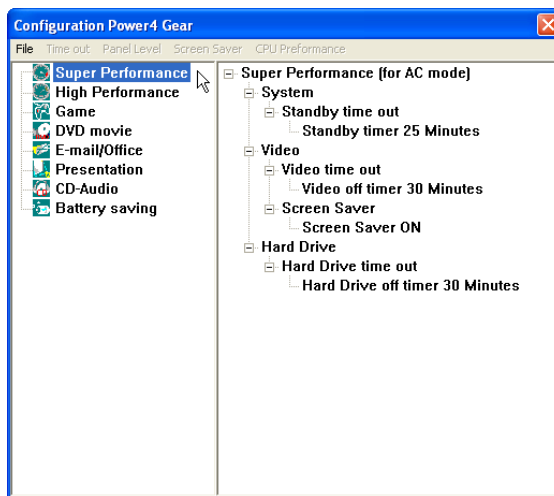 Configuration Power4 Gear
File Time out Panel Level Screen Saver CPU Preformance
Super Performance
High Performance
Game
DVD movie
E-mail/Office
Presentation
CD-Audio
Battery saving
Super Performance (for AC mode)
System
Standby time out
Standby timer 25 Minutes
Video
Video time out
Video off timer 30 Minutes
Screen Saver
Screen Saver ON
Hard Drive
Hard Drive time out
Hard Drive off timer 30 Minutes